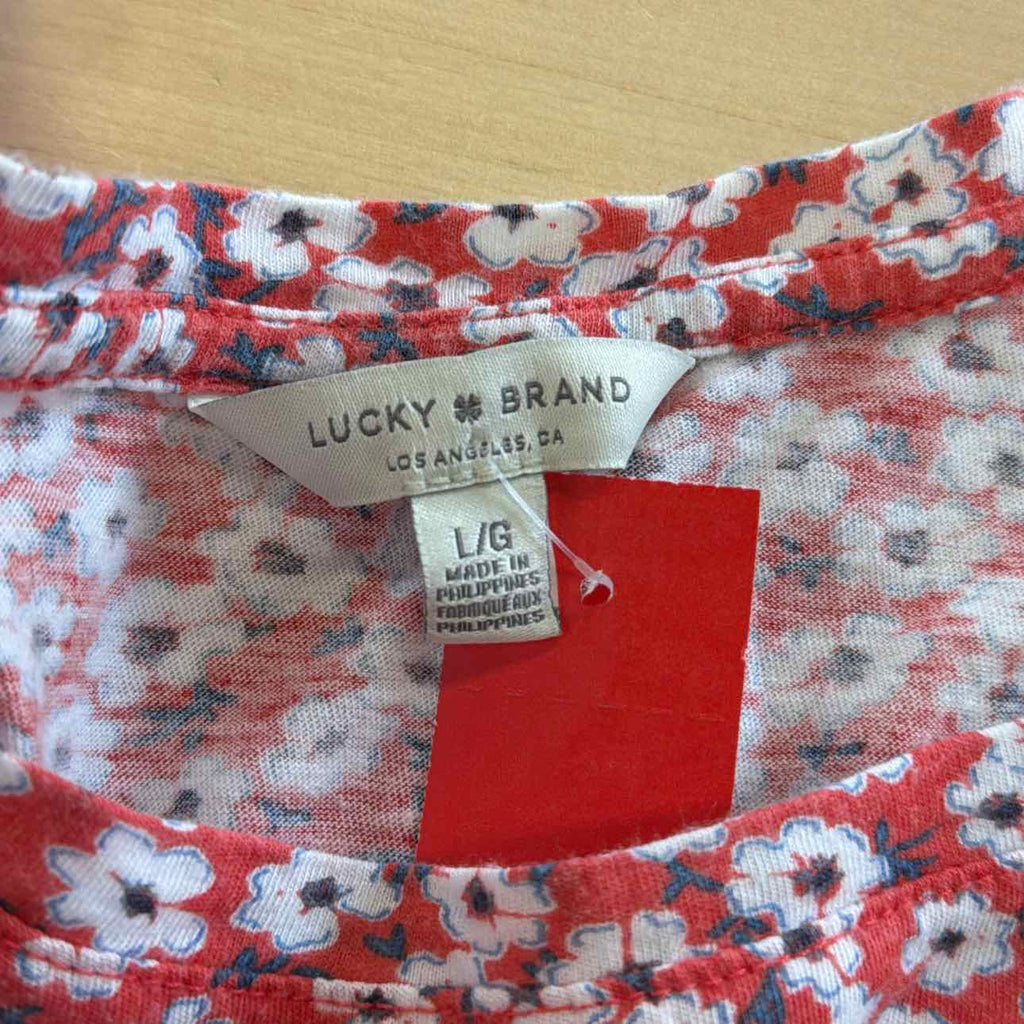 LUCKY BRAND
LOS ANGELES, CA
L/G
MADE IN
PHILIPPINES
FABRIQUÉ AUX
PHILIPPINES